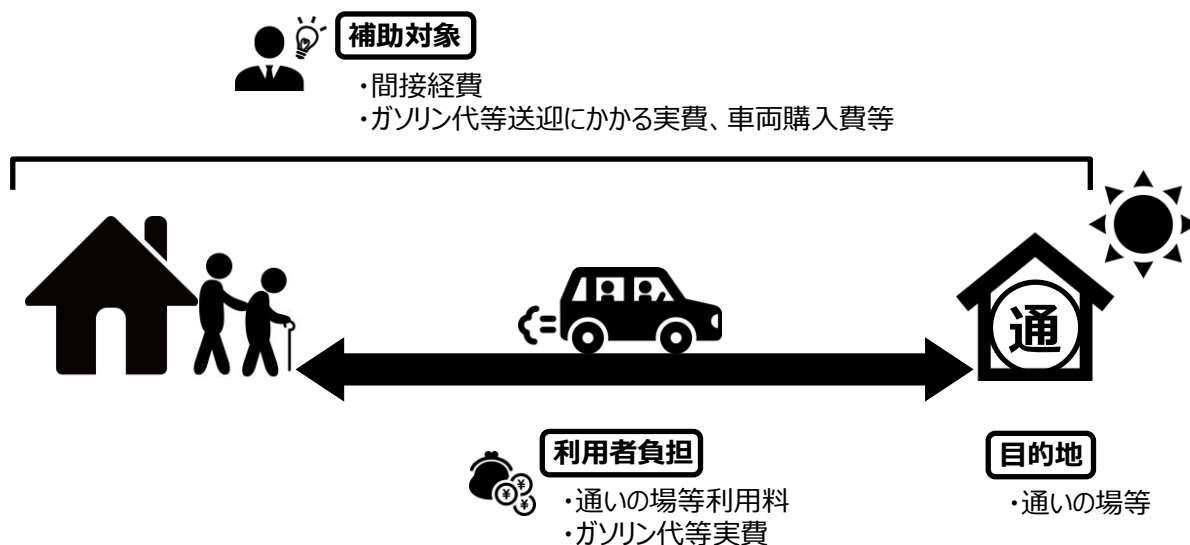 補助対象
・間接経費
・ガソリン代等送迎にかかる実費、車両購入費等
通
利用者負担
・通いの場等利用料
・ガソリン代等実費
¥
¥
¥
目的地
・通いの場等